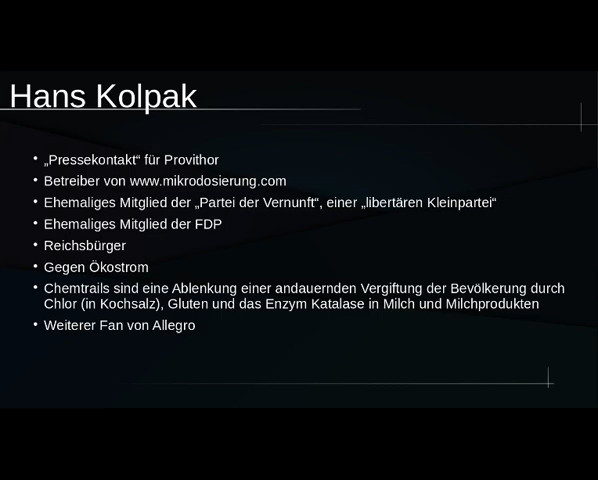 Hans Kolpak
• „Pressekontakt“ für Provithor
• Betreiber von www.mikrodosierung.com
• Ehemaliges Mitglied der „Partei der Vernunft“, einer „libertären Kleinpartei“
• Ehemaliges Mitglied der FDP
• Reichsbürger
• Gegen Ökostrom
• Chemtrails sind eine Ablenkung einer andauernden Vergiftung der Bevölkerung durch
Chlor (in Kochsalz), Gluten und das Enzym Katalase in Milch und Milchprodukten
• Weiterer Fan von Allegro